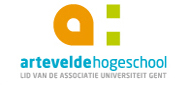 arteveldehogeschool
LID VAN DE ASSOCIATIE UNIVERSITEIT GENT